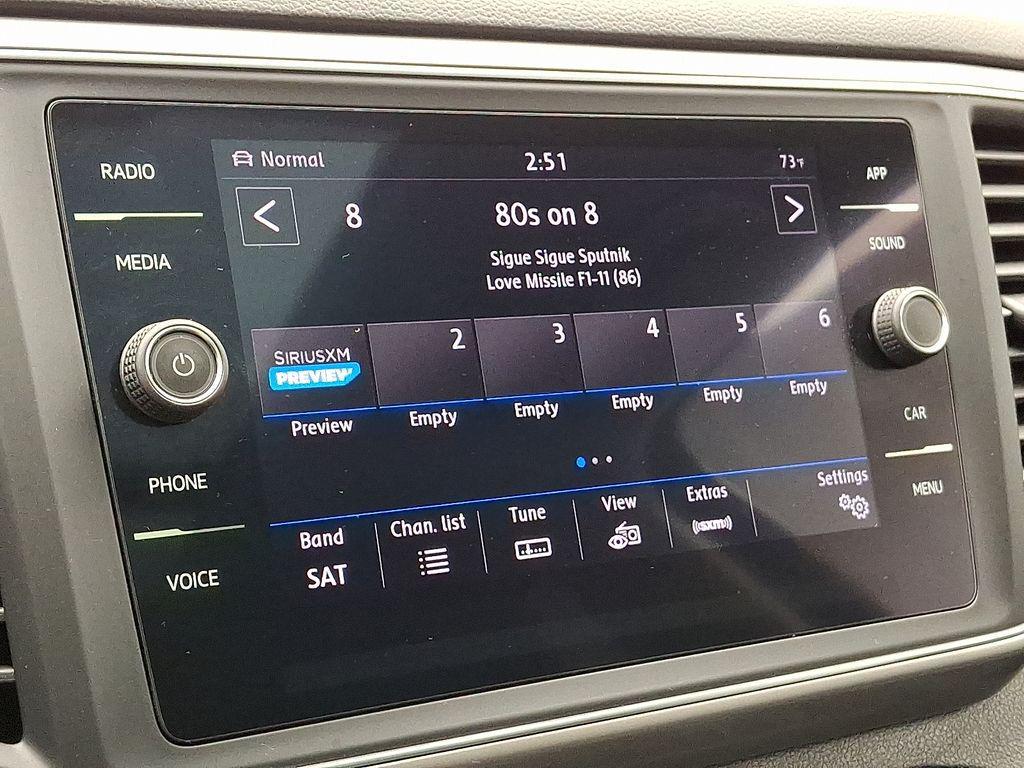 RADIO
MEDIA
PHONE
VOICE
Normal 2:51 73°F
8 80s on 8
Sigue Sigue Sputnik
Love Missile F1-11 (86)
SIRIUSXM 2 3 4 5 6
PREVIEW
Preview Empty Empty Empty Empty Empty
Band Chan. list Tune View Extras Settings
SAT ((sxm))
APP
SOUND
CAR
MENU